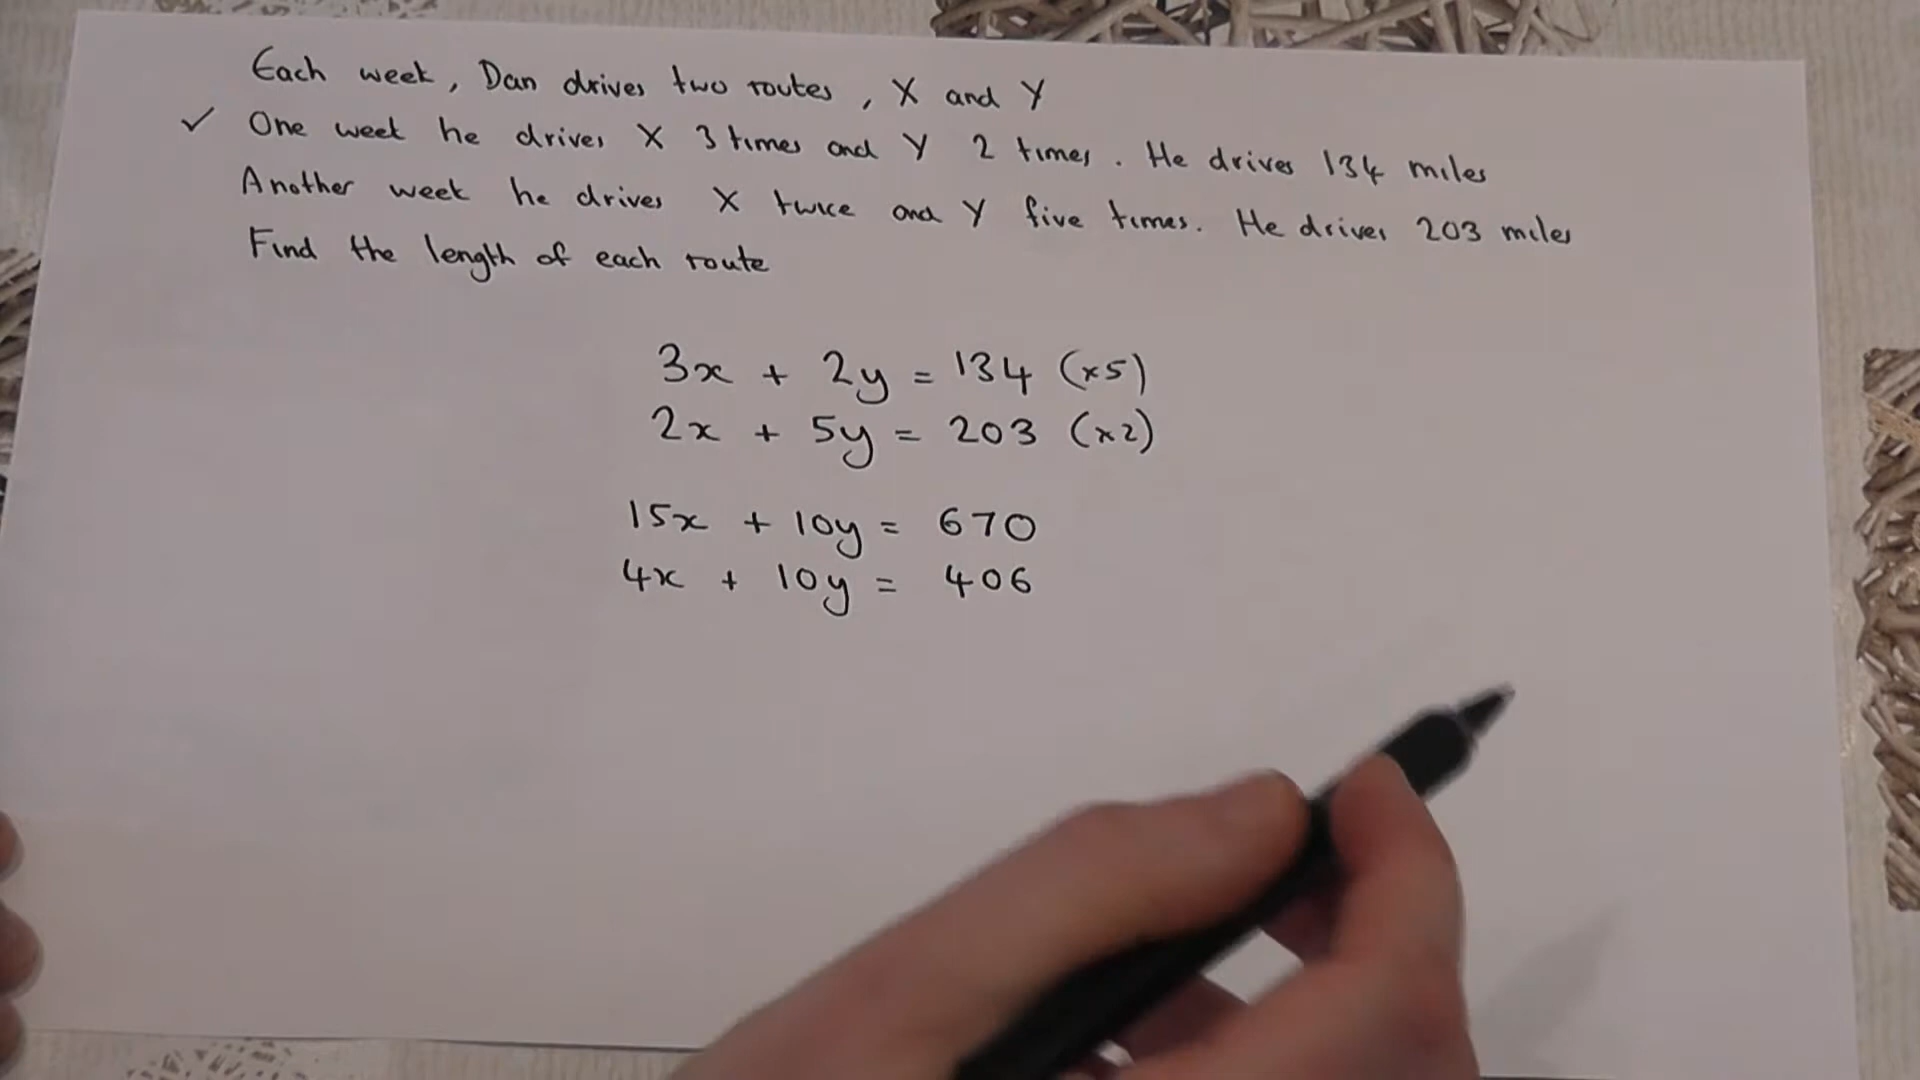 Each week, Dan drives two routes, X and Y
✓ One week he drives X 3 times and Y 2 times. He drives 134 miles
Another week he drives X twice and Y five times. He drives 203 miles
Find the length of each route
3x + 2y = 134 (x5)
2x + 5y = 203 (x2)
15x + 10y = 670
4x + 10y = 406